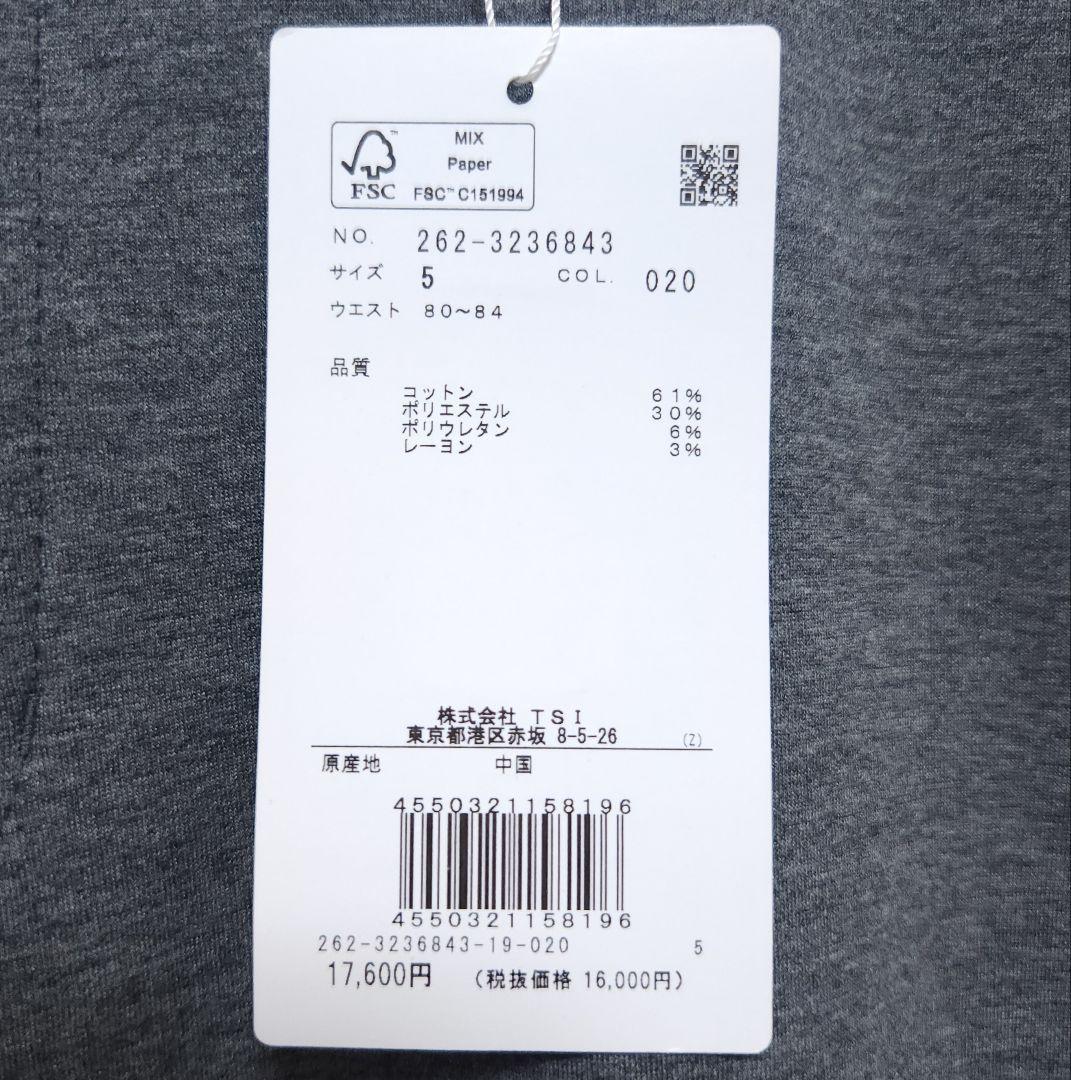 MIX
Paper
FSC™ C151994
FSC™
NO. 262-3236843
サイズ 5 COL. 020
ウエスト 80〜84
品質
コットン 61%
ポリエステル 30%
ポリウレタン 6%
レーヨン 3%
株式会社 TSI
東京都港区赤坂 8-5-26 (Z)
原産地 中国
4550321158196
4550321158196
262-3236843-19-020 5
17,600円 (税抜価格 16,000円)